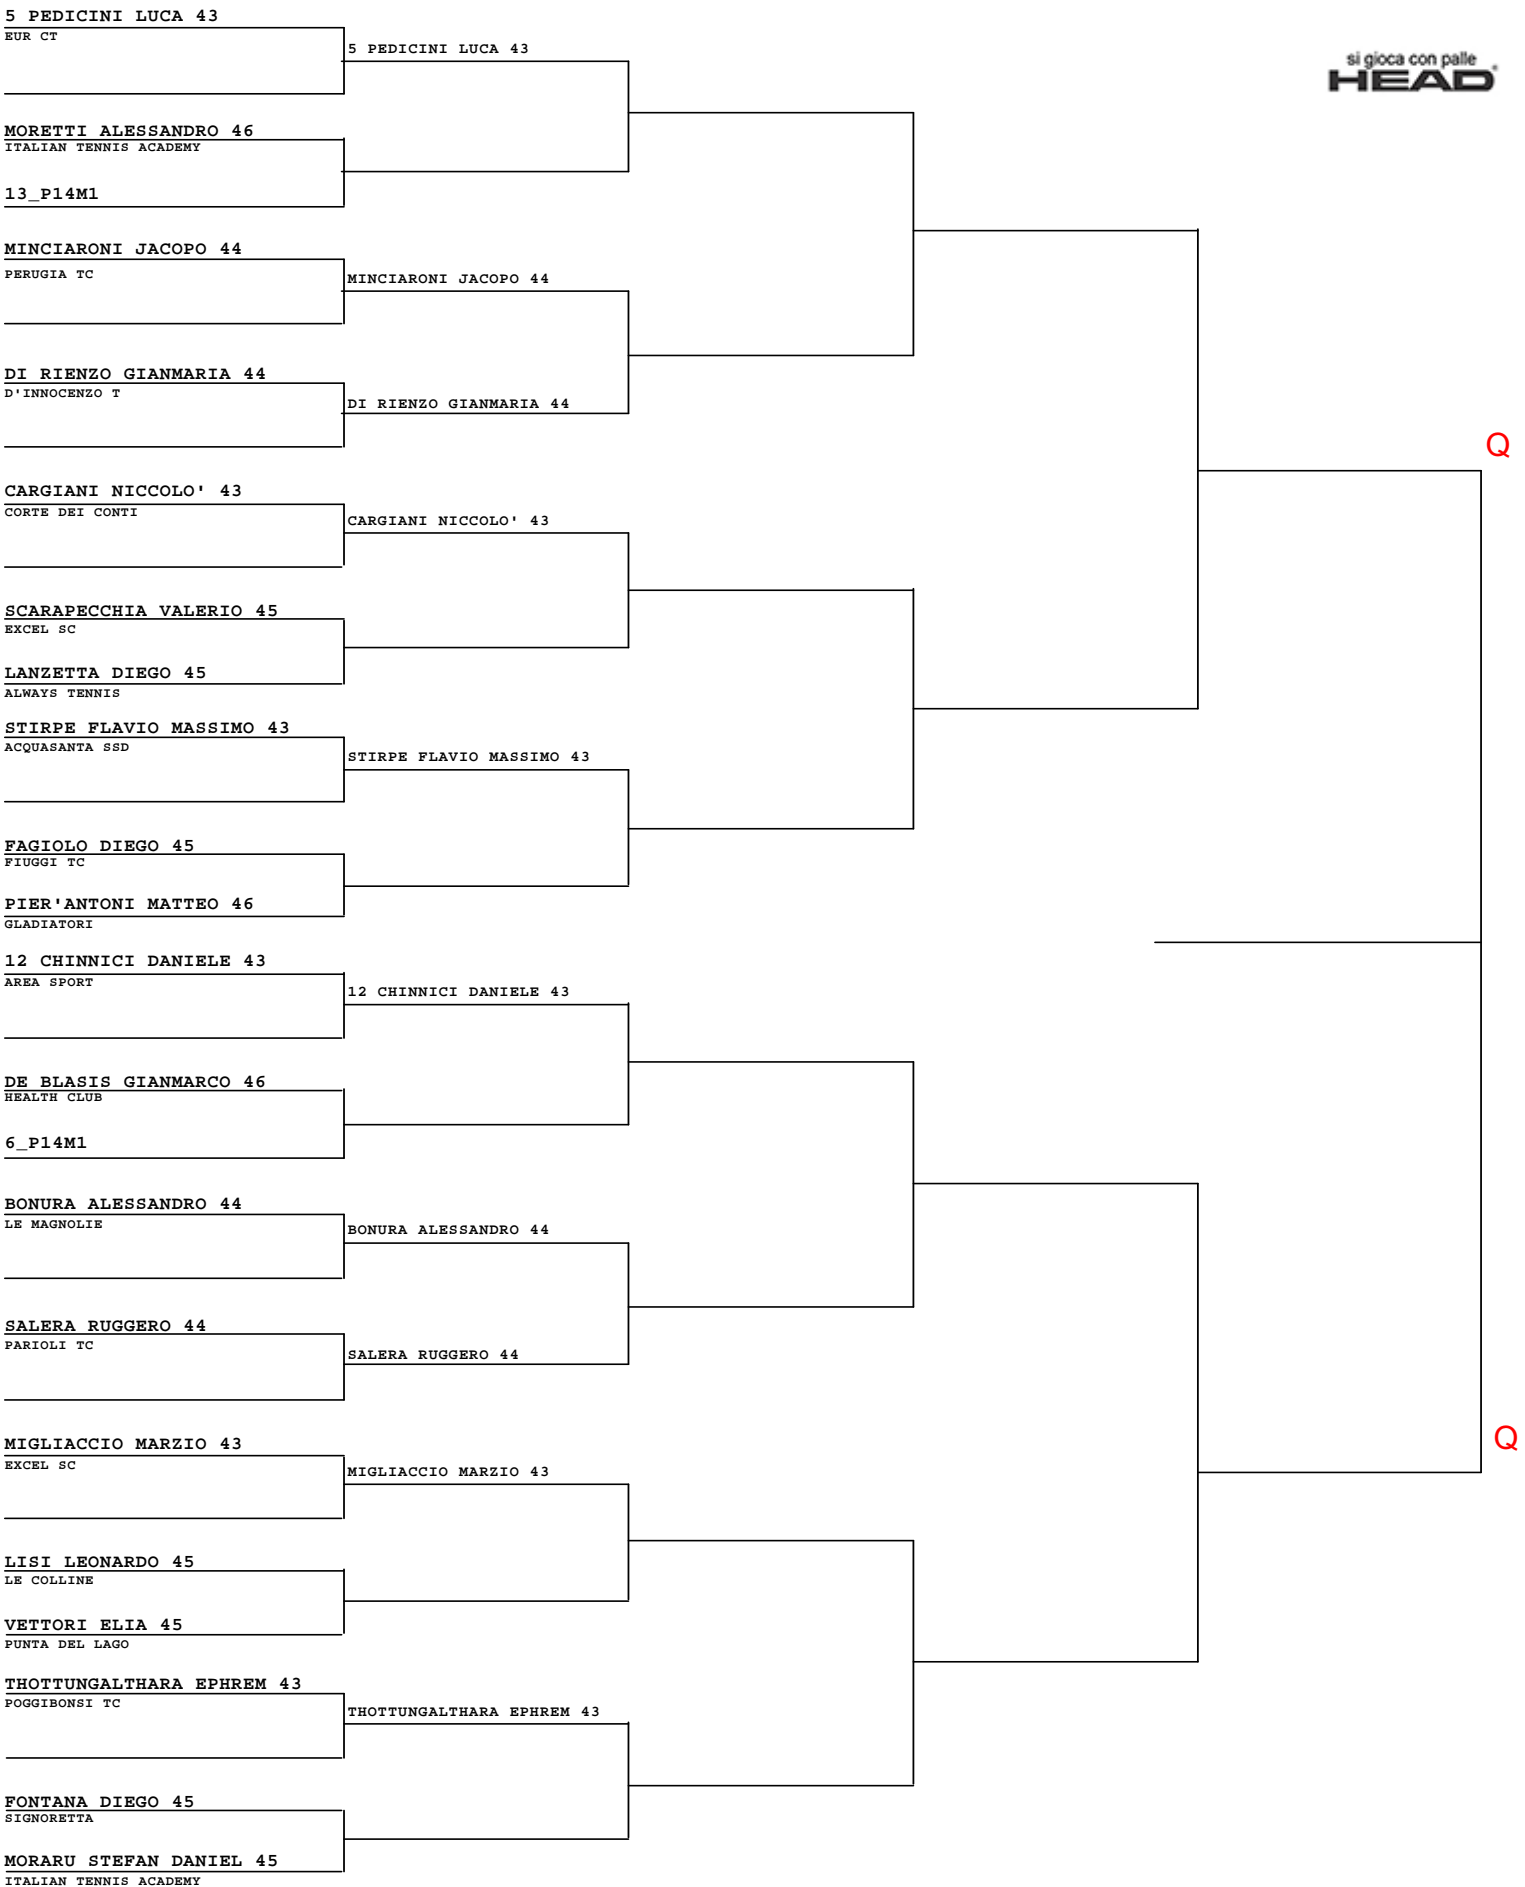 5 PEDICINI LUCA 43
EUR CT
5 PEDICINI LUCA 43
si gioca con palle
HEAD
MORETTI ALESSANDRO 46
ITALIAN TENNIS ACADEMY
13_P14M1
MINCIARONI JACOPO 44
PERUGIA TC
MINCIARONI JACOPO 44
DI RIENZO GIANMARIA 44
D'INNOCENZO T
DI RIENZO GIANMARIA 44
Q
CARGIANI NICCOLO' 43
CORTE DEI CONTI
CARGIANI NICCOLO' 43
SCARAPECCHIA VALERIO 45
EXCEL SC
LANZETTA DIEGO 45
ALWAYS TENNIS
STIRPE FLAVIO MASSIMO 43
ACQUASANTA SSD
STIRPE FLAVIO MASSIMO 43
FAGIOLO DIEGO 45
FIUGGI TC
PIER'ANTONI MATTEO 46
GLADIATORI
12 CHINNICI DANIELE 43
AREA SPORT
12 CHINNICI DANIELE 43
DE BLASIS GIANMARCO 46
HEALTH CLUB
6_P14M1
BONURA ALESSANDRO 44
LE MAGNOLIE
BONURA ALESSANDRO 44
SALERA RUGGERO 44
PARIOLI TC
SALERA RUGGERO 44
Q
MIGLIACCIO MARZIO 43
EXCEL SC
MIGLIACCIO MARZIO 43
LISI LEONARDO 45
LE COLLINE
VETTORI ELIA 45
PUNTA DEL LAGO
THOTTUNGALTHARA EPHREM 43
POGGIBONSI TC
THOTTUNGALTHARA EPHREM 43
FONTANA DIEGO 45
SIGNORETTA
MORARU STEFAN DANIEL 45
ITALIAN TENNIS ACADEMY